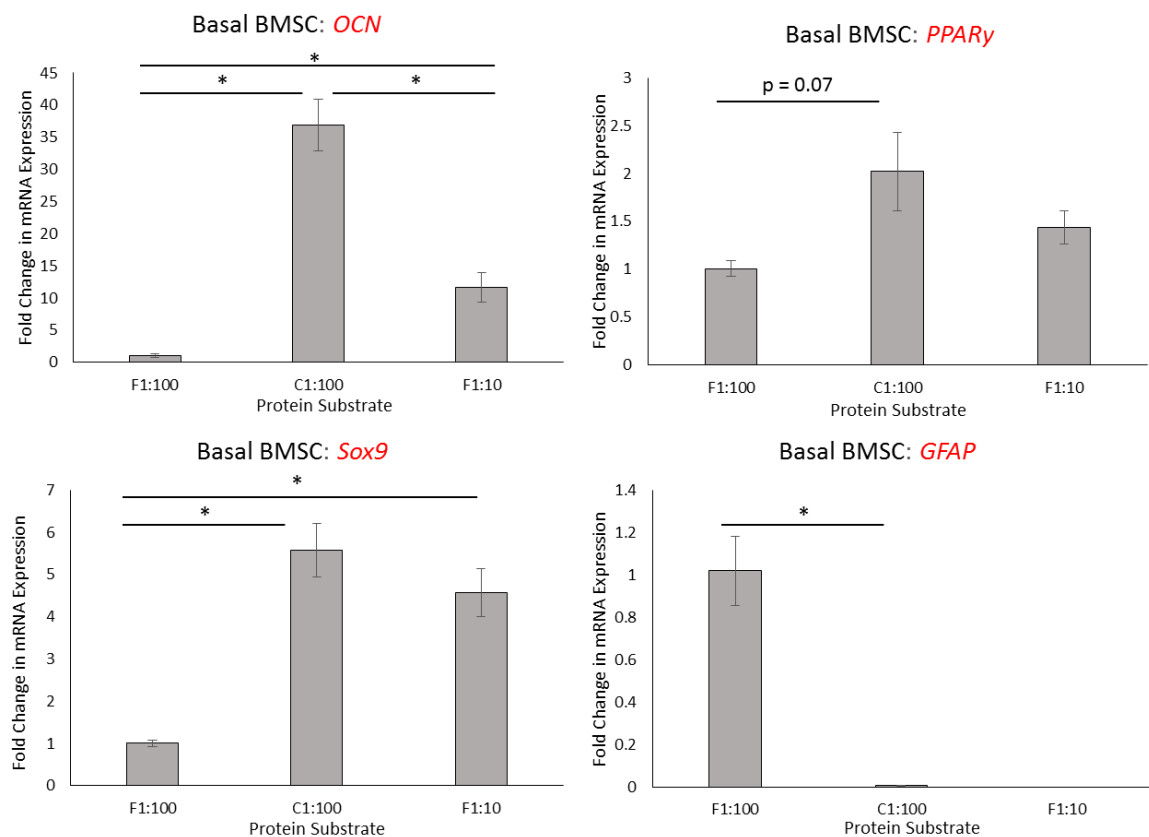 Basal BMSC: OCN
Fold Change in mRNA Expression
45
40
35
30
25
20
15
10
5
0
*
*
*
F1:100 C1:100 F1:10
Protein Substrate
Basal BMSC: PPARy
Fold Change in mRNA Expression
3
2.5
2
1.5
1
0.5
0
p = 0.07
F1:100 C1:100 F1:10
Protein Substrate
Basal BMSC: Sox9
Fold Change in mRNA Expression
7
6
5
4
3
2
1
0
*
*
F1:100 C1:100 F1:10
Protein Substrate
Basal BMSC: GFAP
Fold Change in mRNA Expression
1.4
1.2
1
0.8
0.6
0.4
0.2
0
*
F1:100 C1:100 F1:10
Protein Substrate